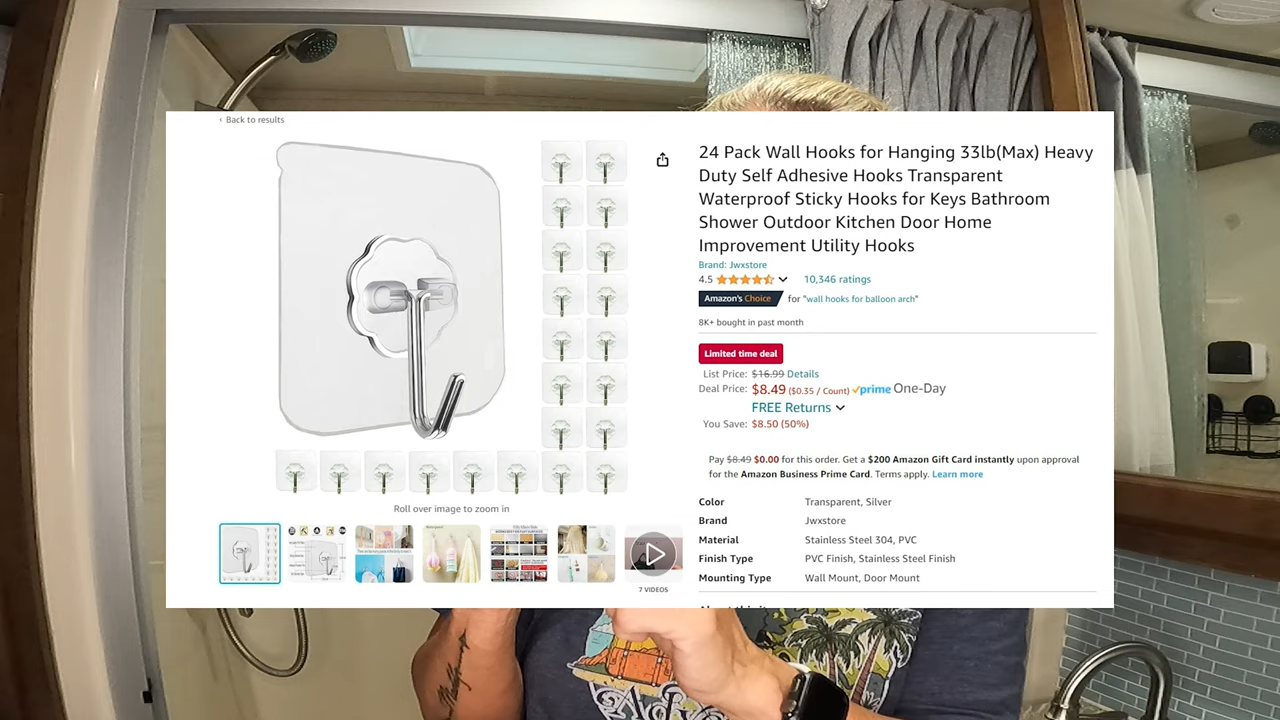 ‹ Back to results
24 Pack Wall Hooks for Hanging 33lb(Max) Heavy
Duty Self Adhesive Hooks Transparent
Waterproof Sticky Hooks for Keys Bathroom
Shower Outdoor Kitchen Door Home
Improvement Utility Hooks
Brand: Jwxstore
4.5 10,346 ratings
Amazon's Choice for "wall hooks for balloon arch"
8K+ bought in past month
Limited time deal
List Price: $16.99 Details
Deal Price: $8.49 ($0.35 / Count) prime One-Day
FREE Returns
You Save: $8.50 (50%)
Pay $8.49 $0.00 for this order. Get a $200 Amazon Gift Card instantly upon approval
for the Amazon Business Prime Card. Terms apply. Learn more
Color Transparent, Silver
Brand Jwxstore
Material Stainless Steel 304, PVC
Finish Type PVC Finish, Stainless Steel Finish
Mounting Type Wall Mount, Door Mount
Roll over image to zoom in
7 VIDEOS